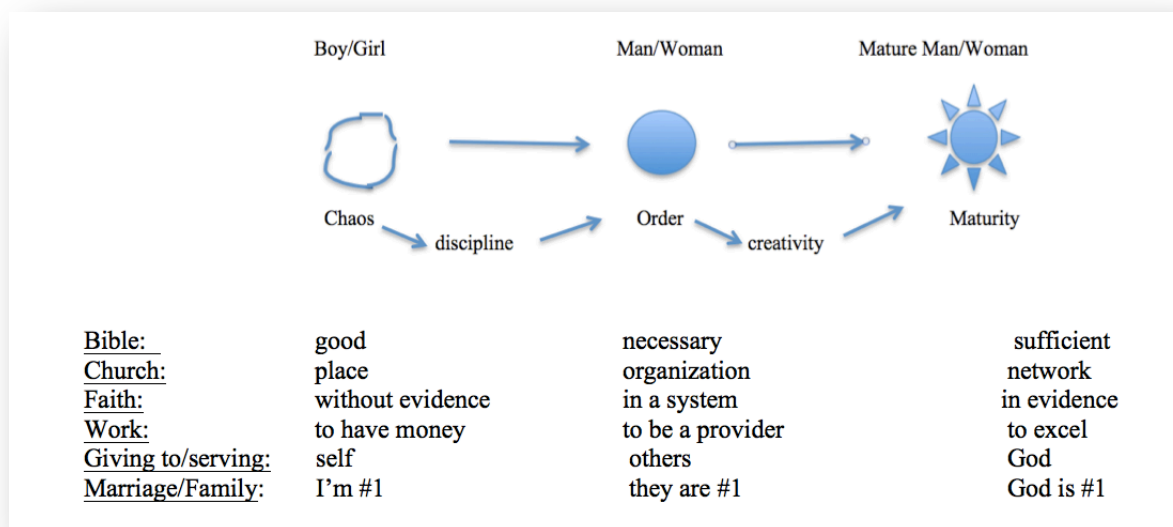 Boy/Girl Man/Woman Mature Man/Woman
Chaos Order Maturity
discipline creativity
Bible: good necessary sufficient
Church: place organization network
Faith: without evidence in a system in evidence
Work: to have money to be a provider to excel
Giving to/serving: self others God
Marriage/Family: I'm #1 they are #1 God is #1